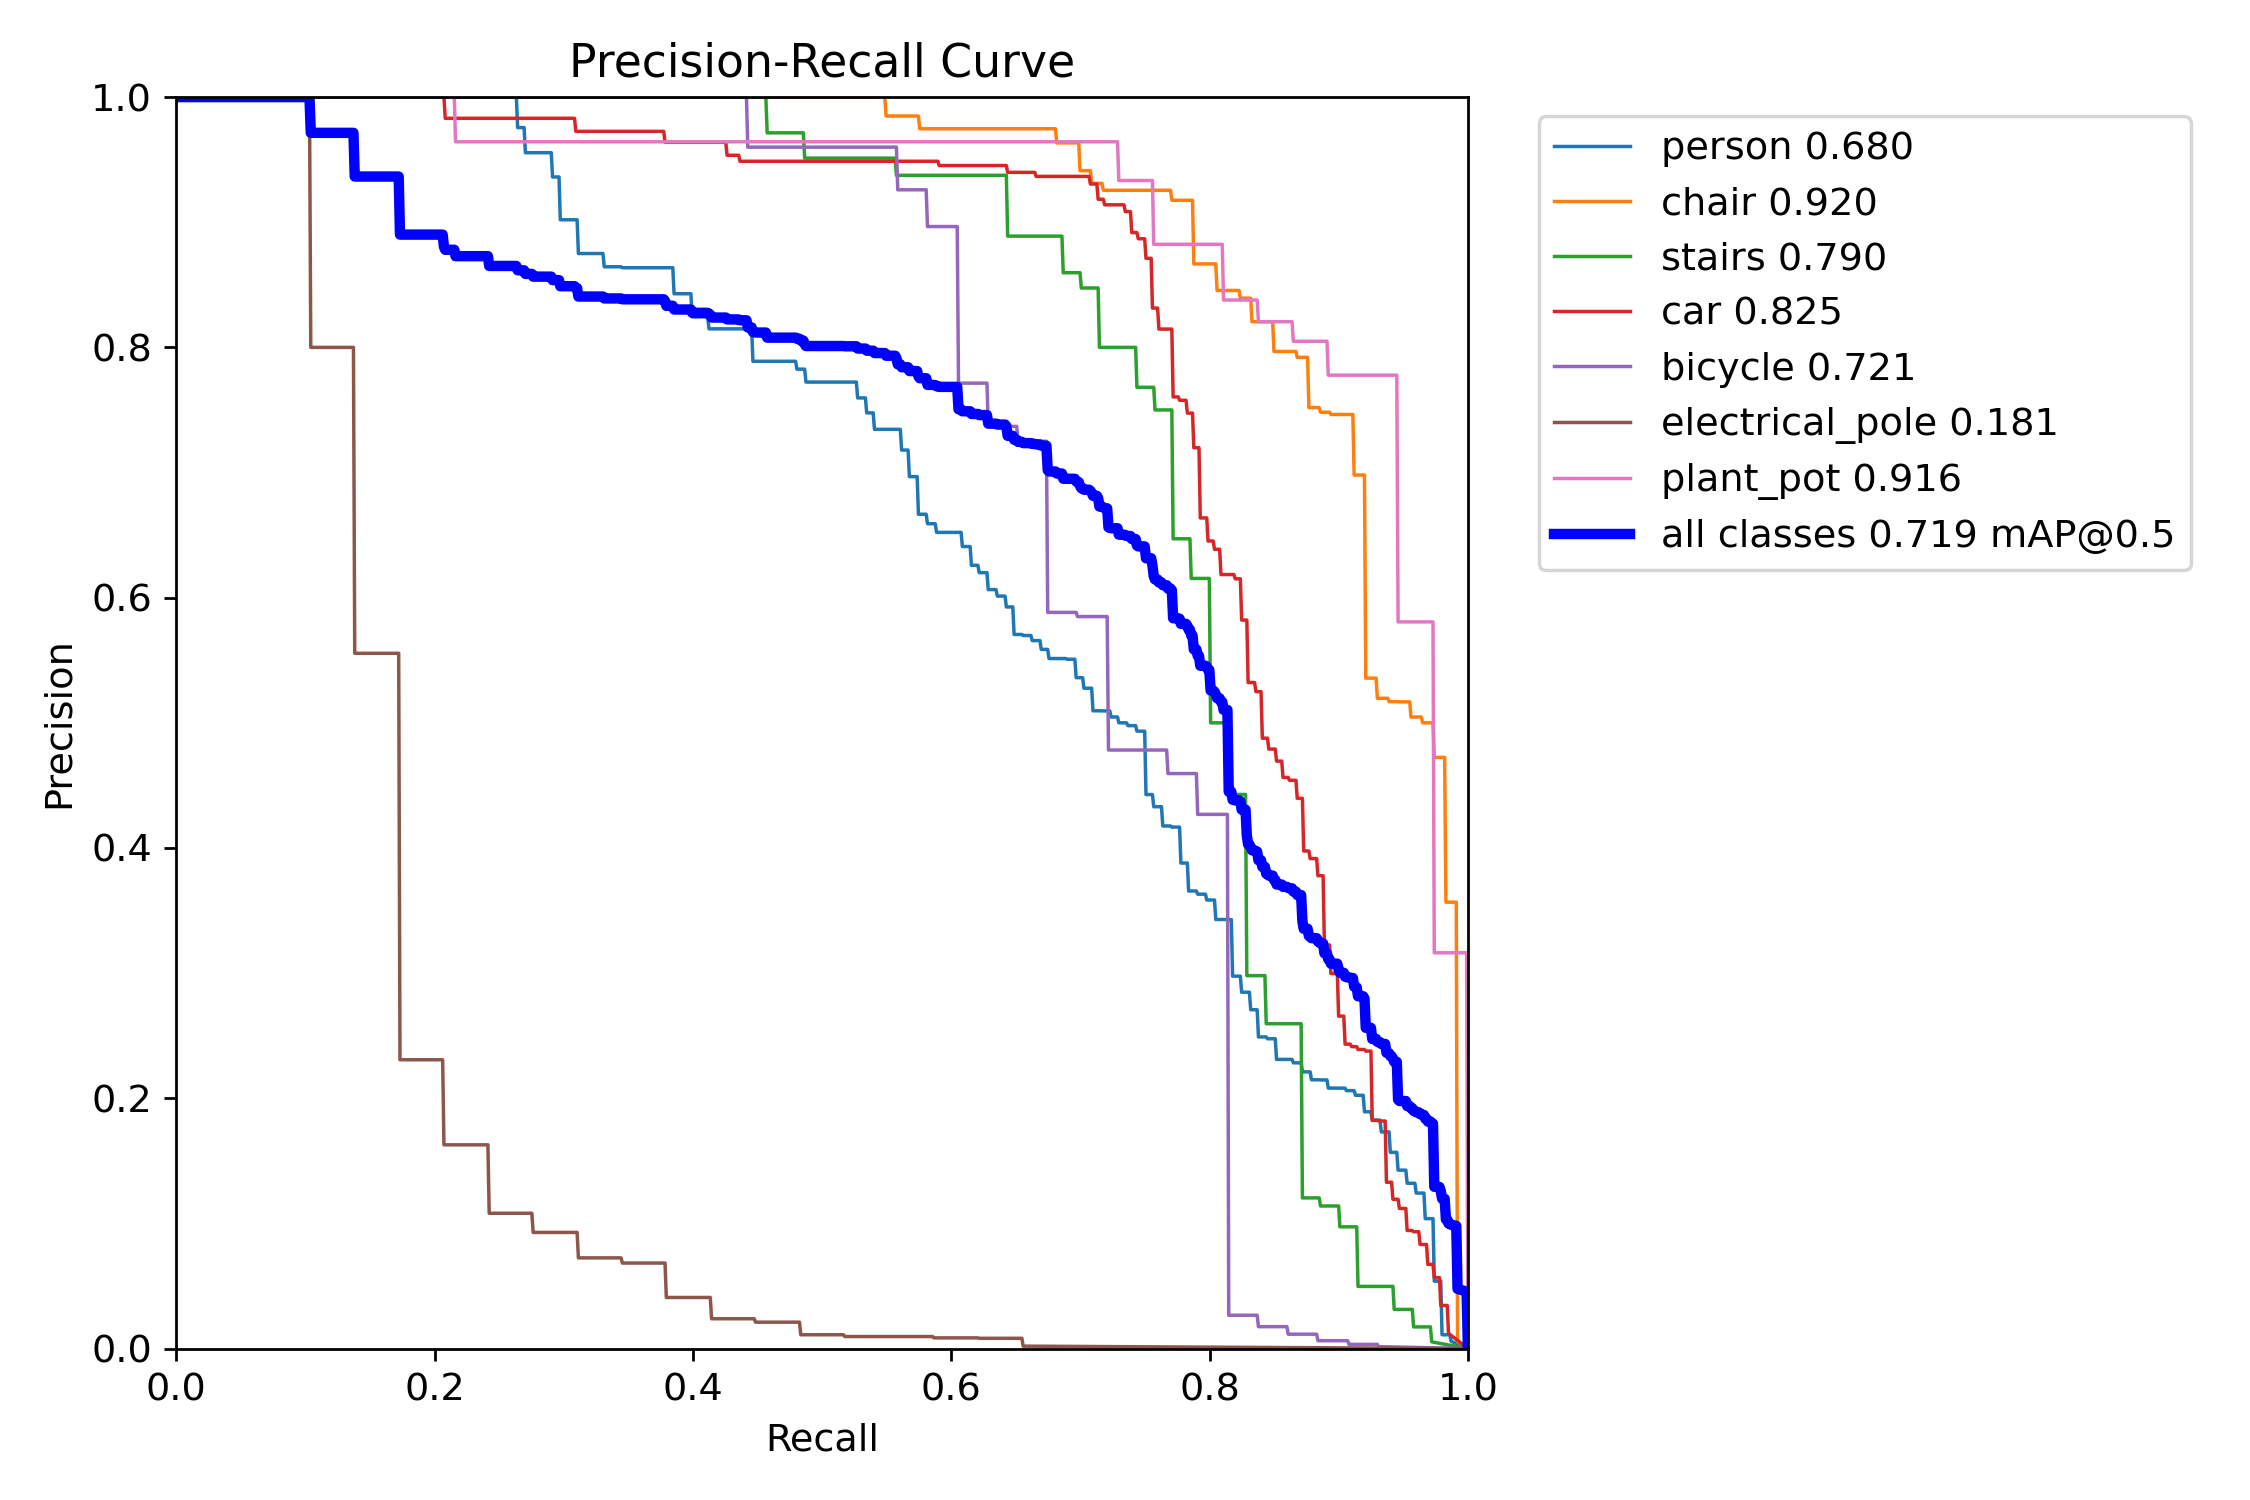 Precision-Recall Curve
1.0
0.8
0.6
0.4
0.2
0.0
Precision
0.0 0.2 0.4 0.6 0.8 1.0
Recall
person 0.680
chair 0.920
stairs 0.790
car 0.825
bicycle 0.721
electrical_pole 0.181
plant_pot 0.916
all classes 0.719 mAP@0.5